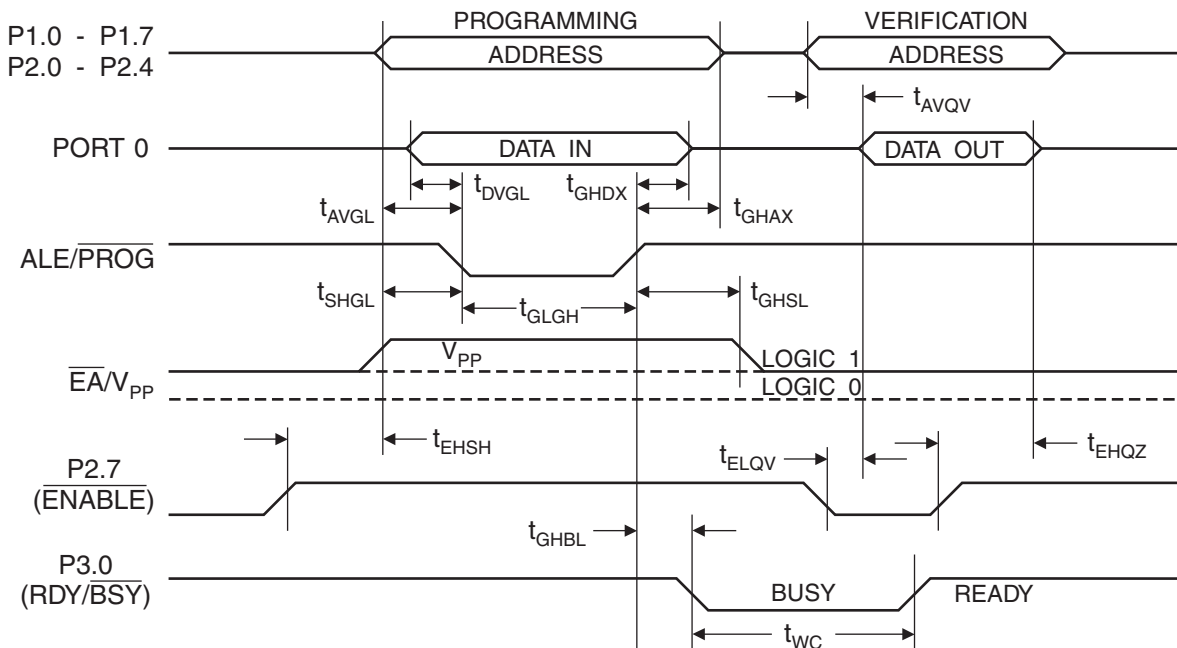 PROGRAMMING VERIFICATION
P1.0 - P1.7
P2.0 - P2.4
ADDRESS ADDRESS
tAVQV
PORT 0 DATA IN DATA OUT
tDVGL tGHDX
tAVGL tGHAX
ALE/PROG
tSHGL tGLGH tGHSL
VPP LOGIC 1
EA/VPP LOGIC 0
tEHSH tELQV tEHQZ
P2.7
(ENABLE)
tGHBL
P3.0
(RDY/BSY) BUSY READY
tWC